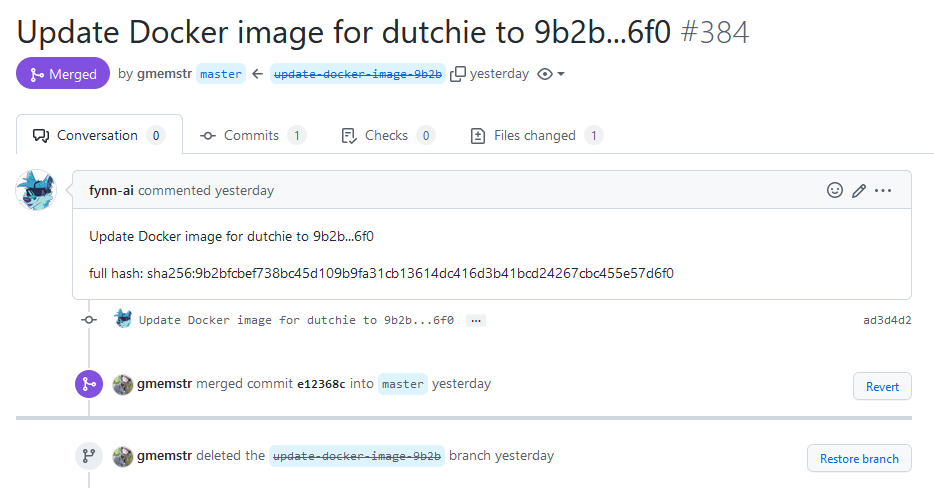 Update Docker image for dutchie to 9b2b...6f0 #384
Merged by gmemstr master ← update-docker-image-9b2b yesterday
Conversation 0 Commits 1 Checks 0 Files changed 1
fynn-ai commented yesterday
Update Docker image for dutchie to 9b2b...6f0
full hash: sha256:9b2bfcbef738bc45d109b9fa31cb13614dc416d3b41bcd24267cbc455e57d6f0
Update Docker image for dutchie to 9b2b...6f0 … ad3d4d2
gmemstr merged commit e12368c into master yesterday Revert
gmemstr deleted the update-docker-image-9b2b branch yesterday Restore branch